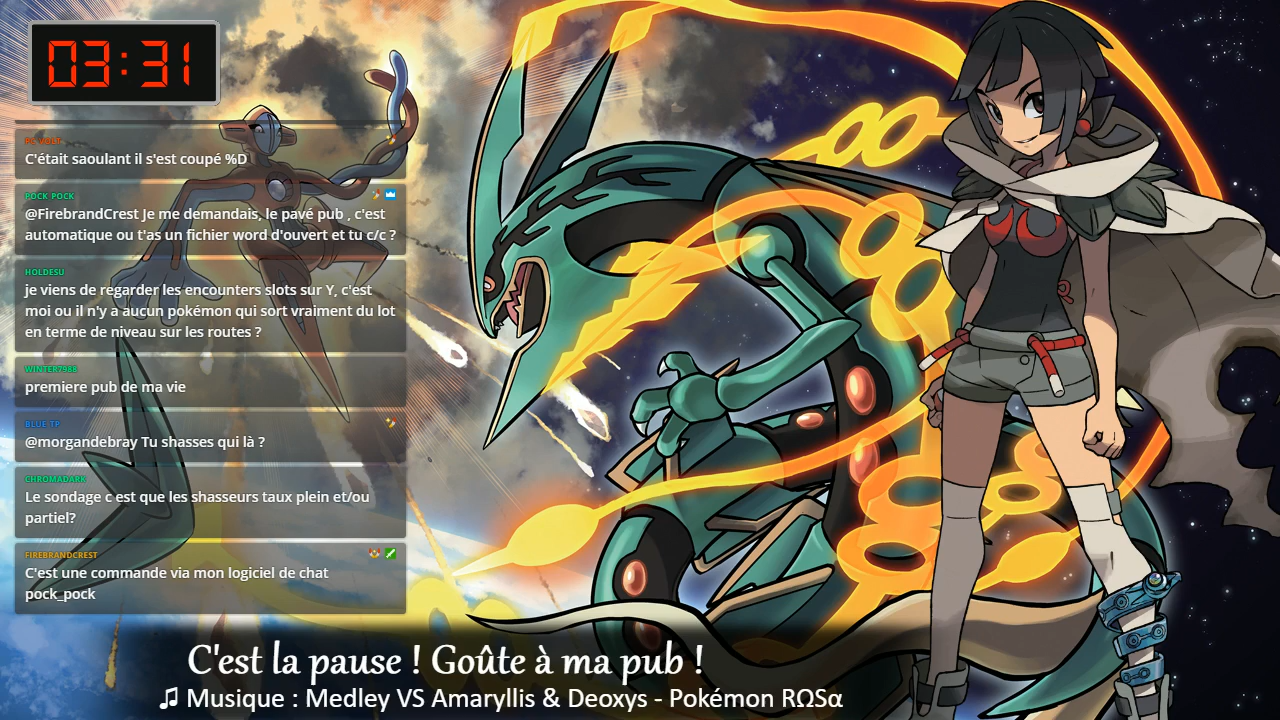 03:31
PC_VOLT
C'était saoulant il s'est coupé %D
POCK_POCK
@FirebrandCrest Je me demandais, le pavé pub , c'est
automatique ou t'as un fichier word d'ouvert et tu c/c ?
HOLDESU
je viens de regarder les encounters slots sur Y, c'est
moi ou il n'y a aucun pokémon qui sort vraiment du lot
en terme de niveau sur les routes ?
WINTER7988
premiere pub de ma vie
BLUE_TP
@morgandebray Tu shasses qui là ?
CHROMADARK
Le sondage c est que les shasseurs taux plein et/ou
partiel?
FIREBRANDCREST
C'est une commande via mon logiciel de chat
pock_pock
C'est la pause ! Goûte à ma pub !
♫ Musique : Medley VS Amaryllis & Deoxys - Pokémon RΩSα